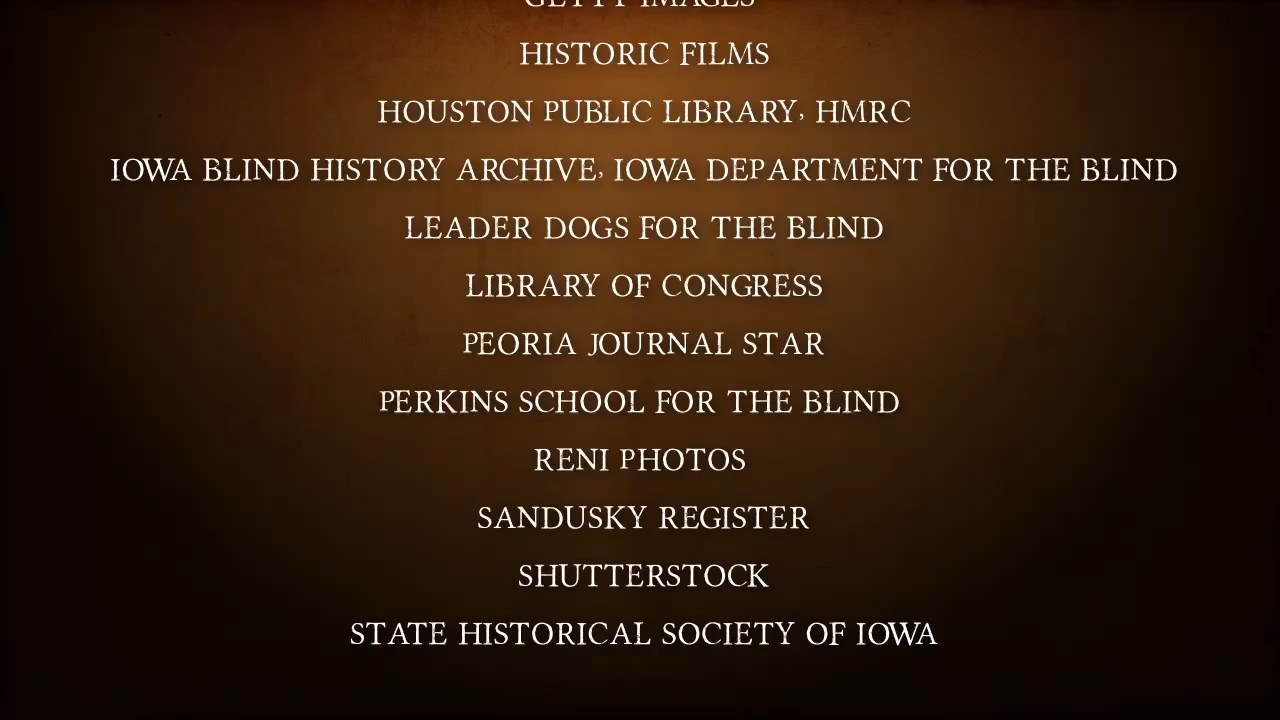 GETTY IMAGES
HISTORIC FILMS
HOUSTON PUBLIC LIBRARY, HMRC
IOWA BLIND HISTORY ARCHIVE, IOWA DEPARTMENT FOR THE BLIND
LEADER DOGS FOR THE BLIND
LIBRARY OF CONGRESS
PEORIA JOURNAL STAR
PERKINS SCHOOL FOR THE BLIND
RENI PHOTOS
SANDUSKY REGISTER
SHUTTERSTOCK
STATE HISTORICAL SOCIETY OF IOWA